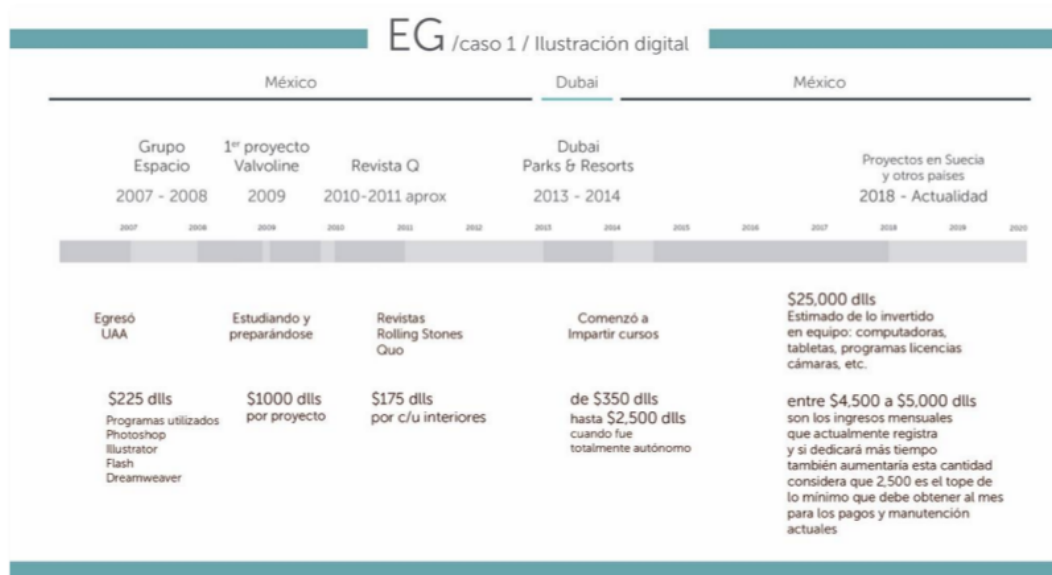 EG /caso 1 / Ilustración digital
México
Dubai
México
Grupo
Espacio
2007 - 2008
1er proyecto
Valvoline
2009
Revista Q
2010-2011 aprox
Dubai
Parks & Resorts
2013 - 2014
Proyectos en Suecia
y otros países
2018 - Actualidad
2007 2008 2009 2010 2011 2012 2013 2014 2015 2016 2017 2018 2019 2020
Egresó
UAA
Estudiando y
preparándose
Revistas
Rolling Stones
Quo
Comenzó a
Impartir cursos
$25,000 dlls
Estimado de lo invertido
en equipo: computadoras,
tabletas, programas licencias
cámaras, etc.
$225 dlls
Programas utilizados
Photoshop
Illustrator
Flash
Dreamweaver
$1000 dlls
por proyecto
$175 dlls
por c/u interiores
de $350 dlls
hasta $2,500 dlls
cuando fue
totalmente autónomo
entre $4,500 a $5,000 dlls
son los ingresos mensuales
que actualmente registra
y si dedicará más tiempo
también aumentaría esta cantidad
considera que 2,500 es el tope de
lo mínimo que debe obtener al mes
para los pagos y manutención
actuales